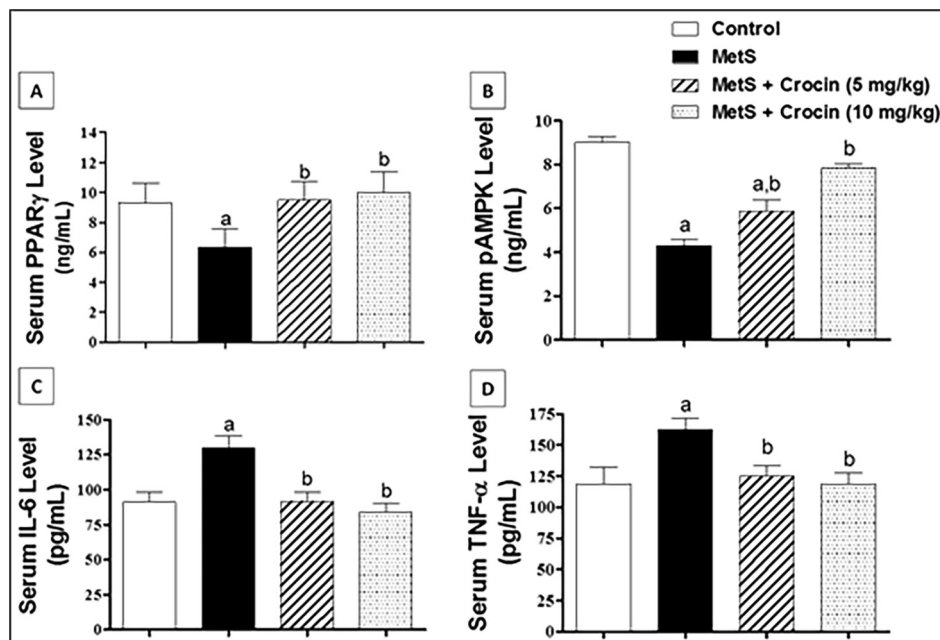 Control
MetS
MetS + Crocin (5 mg/kg)
MetS + Crocin (10 mg/kg)
A
Serum PPARγ Level
(ng/mL)
14
12
10
8
6
4
2
0
a
b
b
B
Serum pAMPK Level
(ng/mL)
10
8
6
4
2
0
a
a,b
b
C
Serum IL-6 Level
(pg/mL)
150
125
100
75
50
25
0
a
b
b
D
Serum TNF-α Level
(pg/mL)
175
150
125
100
75
50
25
0
a
b
b